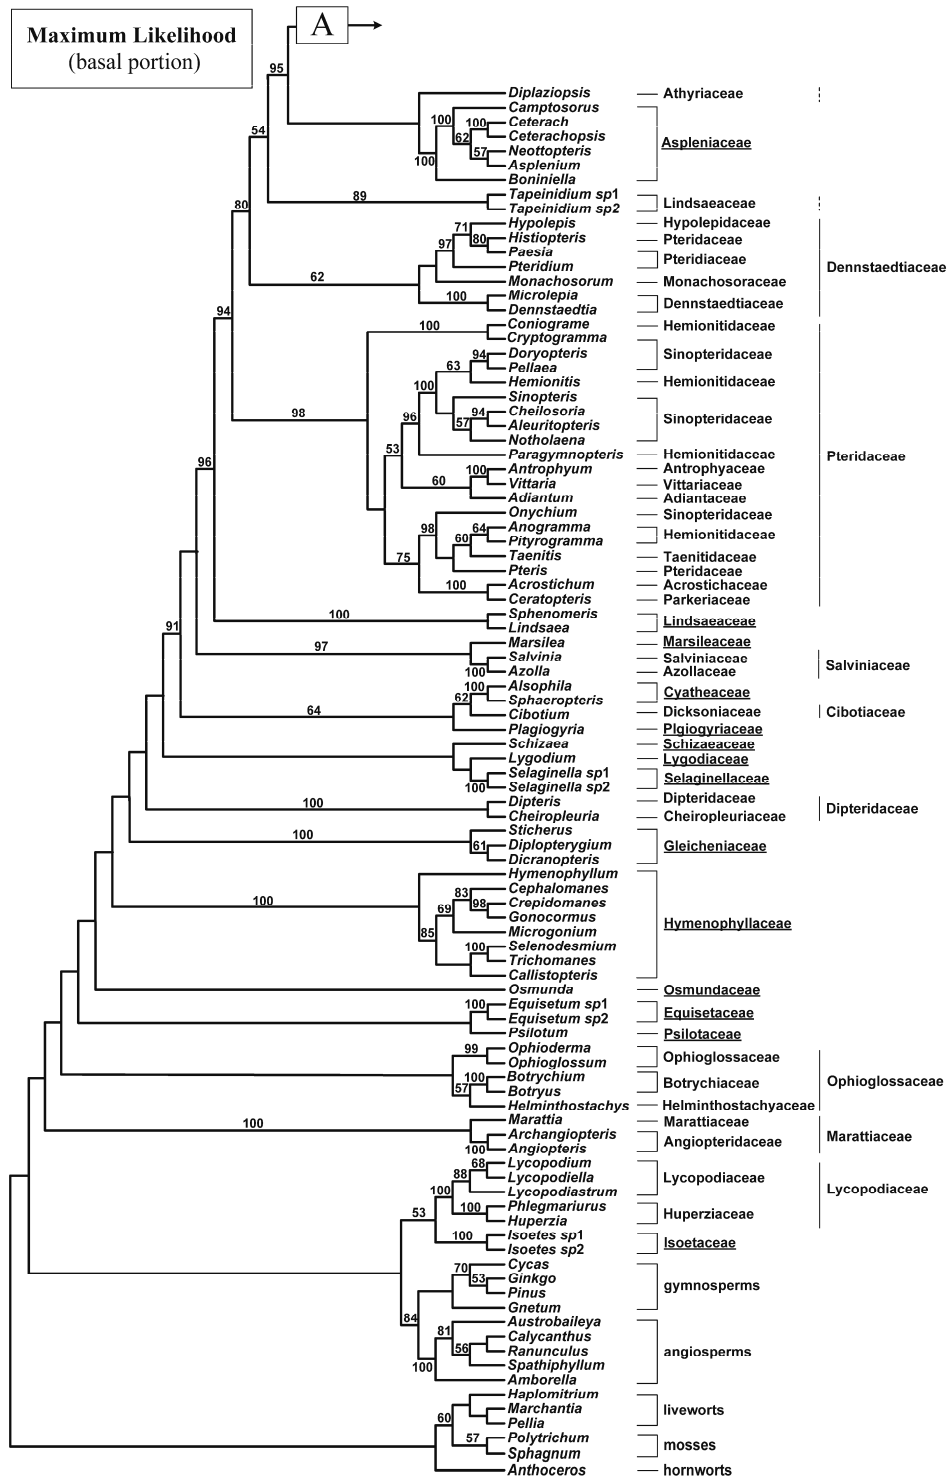 Maximum Likelihood
(basal portion)
A
95
Diplaziopsis Athyriaceae
54
Camptosorus
100
100 Ceterach
62 Ceterachopsis Aspleniaceae
57 Neottopteris
100 Asplenium
Boniniella
89 Tapeinidium sp1
Tapeinidium sp2 Lindsaeaceae
80
71 Hypolepis Hypolepidaceae
80 Histiopteris Pteridaceae
97 Paesia Pteridiaceae
Pteridium
62 Monachosorum Monachosoraceae
Dennstaedtiaceae
100 Microlepia
Dennstaedtia Dennstaedtiaceae
94
100 Coniograme Hemionitidaceae
Cryptogramma
94 Doryopteris Sinopteridaceae
63 Pellaea
100 Hemionitis Hemionitidaceae
Sinopteris
98 96 94 Cheilosoria Sinopteridaceae
57 Aleuritopteris
Notholaena
53 Paragymnopteris Hemionitidaceae
Pteridaceae
96 100 Antrophyum Antrophyaceae
60 Vittaria Vittariaceae
Adiantum Adiantaceae
Onychium Sinopteridaceae
98 64 Anogramma Hemionitidaceae
60 Pityrogramma
75 Taenitis Taenitidaceae
Pteris Pteridaceae
100 Acrostichum Acrostichaceae
Ceratopteris Parkeriaceae
100 Sphenomeris Lindsaeaceae
Lindsaea
91
97 Marsilea Marsileaceae
Salvinia Salviniaceae
100 Azolla Azollaceae
Salviniaceae
100 Alsophila Cyatheaceae
62 Sphaeropteris
64 Cibotium Dicksoniaceae Cibotiaceae
Plagiogyria Plgiogyriaceae
Schizaea Schizaeaceae
Lygodium Lygodiaceae
Selaginella sp1 Selaginellaceae
100 Selaginella sp2
100 Dipteris Dipteridaceae
Cheiropleuria Cheiropleuriaceae
Dipteridaceae
100 Sticherus
61 Diplopterygium Gleicheniaceae
Dicranopteris
100 Hymenophyllum
83 Cephalomanes
69 98 Crepidomanes
Gonocormus Hymenophyllaceae
85 Microgonium
100 Selenodesmium
Trichomanes
Callistopteris
Osmunda Osmundaceae
100 Equisetum sp1 Equisetaceae
Equisetum sp2
Psilotum Psilotaceae
99 Ophioderma Ophioglossaceae
Ophioglossum
100 Botrychium Botrychiaceae Ophioglossaceae
57 Botryus
Helminthostachys Helminthostachyaceae
100 Marattia Marattiaceae
Archangiopteris Angiopteridaceae Marattiaceae
100 Angiopteris
68 Lycopodium
88 Lycopodiella Lycopodiaceae
100 Lycopodiastrum Lycopodiaceae
53 100 Phlegmariurus Huperziaceae
Huperzia
100 Isoetes sp1 Isoetaceae
Isoetes sp2
70 Cycas
53 Ginkgo gymnosperms
Pinus
Gnetum
84
81 Austrobaileya
Calycanthus
56 Ranunculus angiosperms
100 Spathiphyllum
Amborella
Haplomitrium
60 Marchantia liveworts
Pellia
57 Polytrichum mosses
Sphagnum
Anthoceros hornworts